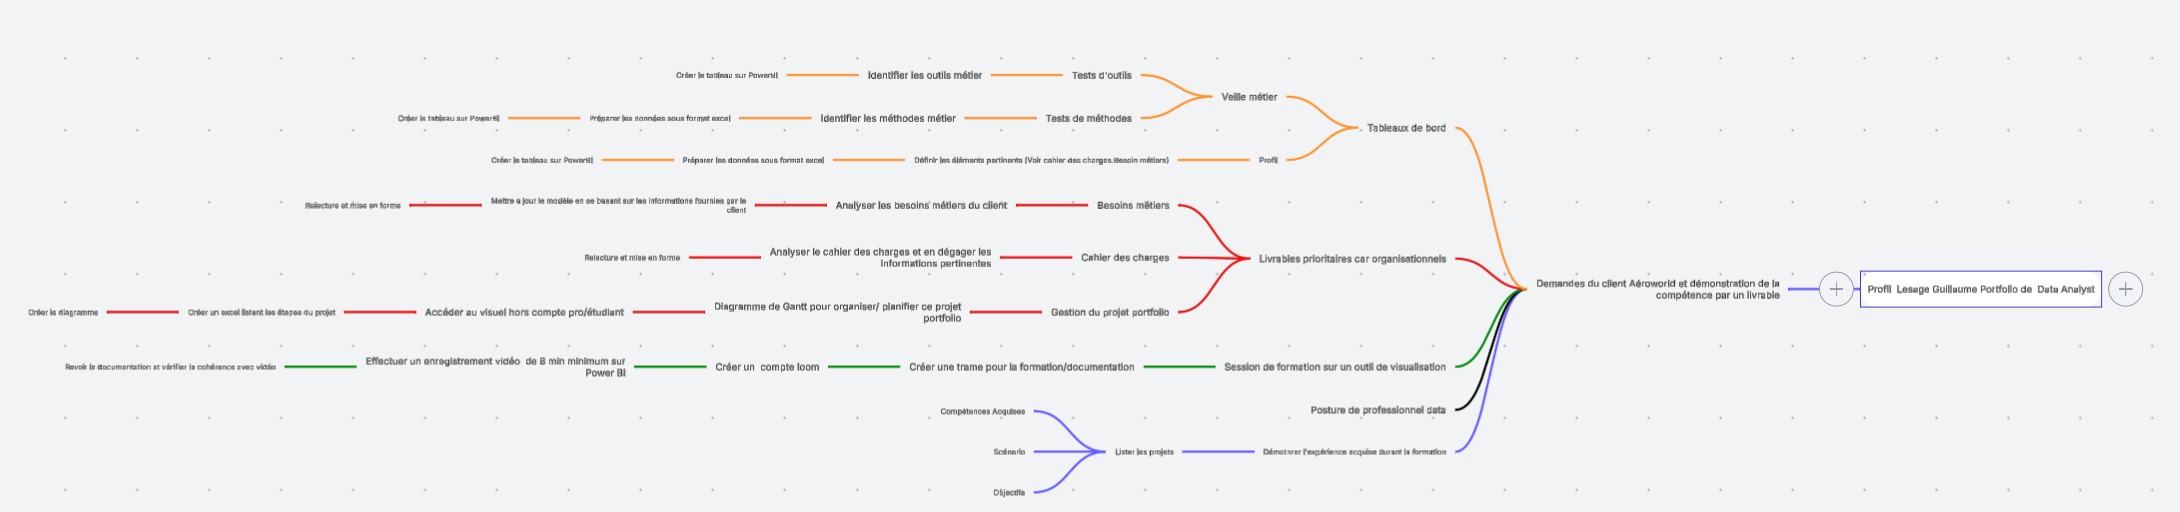 Créer le tableau sur PowerBI
Identifier les outils métier
Tests d'outils
Veille métier
Créer le tableau sur PowerBI
Préparer les données sous format excel
Identifier les méthodes métier
Tests de méthodes
Tableaux de bord
Créer le tableau sur PowerBI
Préparer les données sous format excel
Définir les éléments pertinents (Voir cahier des charges.Besoin métiers)
Profil
Relecture et mise en forme
Mettre a jour le modèle en se basant sur les informations fournies par le
client
Analyser les besoins métiers du client
Besoins métiers
Relecture et mise en forme
Analyser le cahier des charges et en dégager les
informations pertinentes
Cahier des charges
Livrables prioritaires car organisationnels
Demandes du client Aéroworld et démonstration de la
compétence par un livrable
Profil Lesage Guillaume Portfolio de Data Analyst
Créer le diagramme
Créer un excel listant les étapes du projet
Accéder au visuel hors compte pro/étudiant
Diagramme de Gantt pour organiser/ planifier ce projet
portfolio
Gestion du projet portfolio
Revoir la documentation et vérifier la cohérence avec vidéo
Effectuer un enregistrement vidéo de 8 min minimum sur
Power BI
Créer un compte loom
Créer une trame pour la formation/documentation
Session de formation sur un outil de visualisation
Posture de professionnel data
Compétences Acquises
Scénario
Lister les projets
Démontrer l'expérience acquise durant la formation
Objectifs